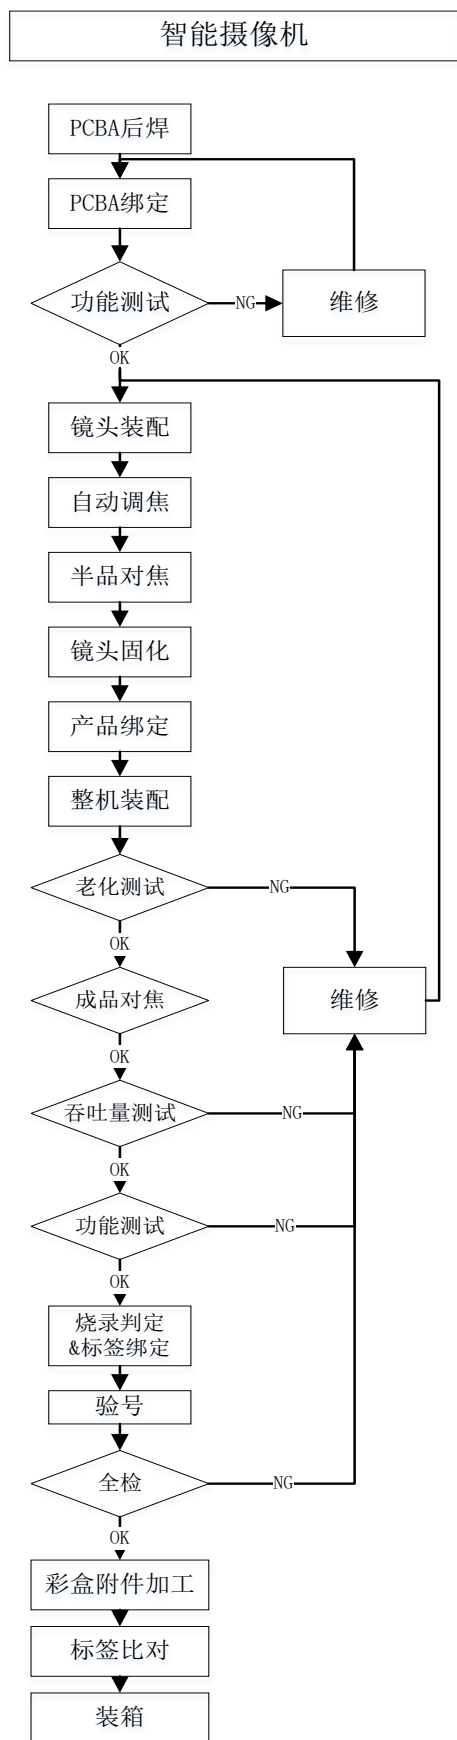 智能摄像机
PCBA后焊
PCBA绑定
功能测试
NG
维修
OK
镜头装配
自动调焦
半品对焦
镜头固化
产品绑定
整机装配
老化测试
NG
OK
成品对焦
维修
OK
吞吐量测试
NG
OK
功能测试
NG
OK
烧录判定
&标签绑定
验号
全检
NG
OK
彩盒附件加工
标签比对
装箱